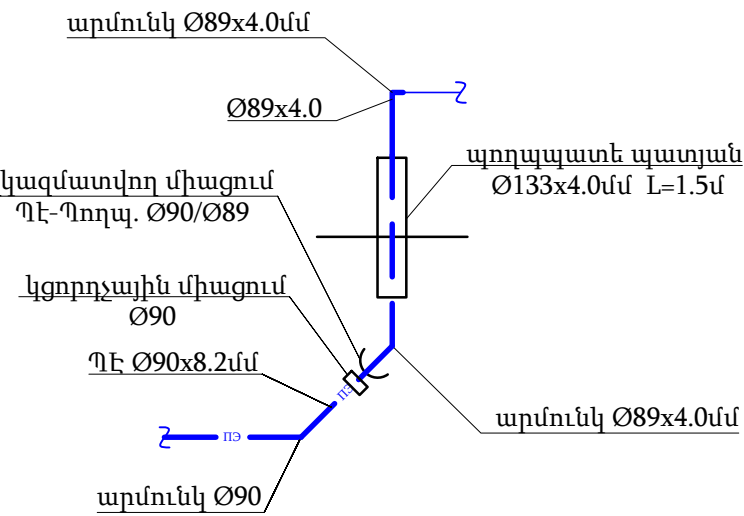 արմունկ Ø89x4.0մմ
Ø89x4.0
պողպպատե պատյան
Ø133x4.0մմ L=1.5մ
կազմատվող միացում
ՊԷ-Պողպ. Ø90/Ø89
կցորդչային միացում
Ø90
ՊԷ Ø90x8.2մմ
ПЭ
արմունկ Ø89x4.0մմ
ПЭ
արմունկ Ø90